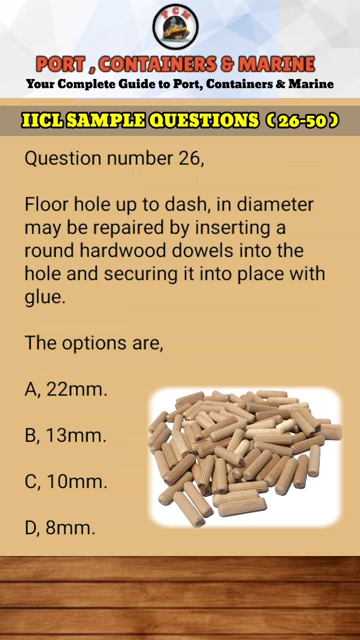 PCM
PORT , CONTAINERS & MARINE
Your Complete Guide to Port, Containers & Marine
IICL SAMPLE QUESTIONS ( 26-50 )
Question number 26,
Floor hole up to dash, in diameter
may be repaired by inserting a
round hardwood dowels into the
hole and securing it into place with
glue.
The options are,
A, 22mm.
B, 13mm.
C, 10mm.
D, 8mm.